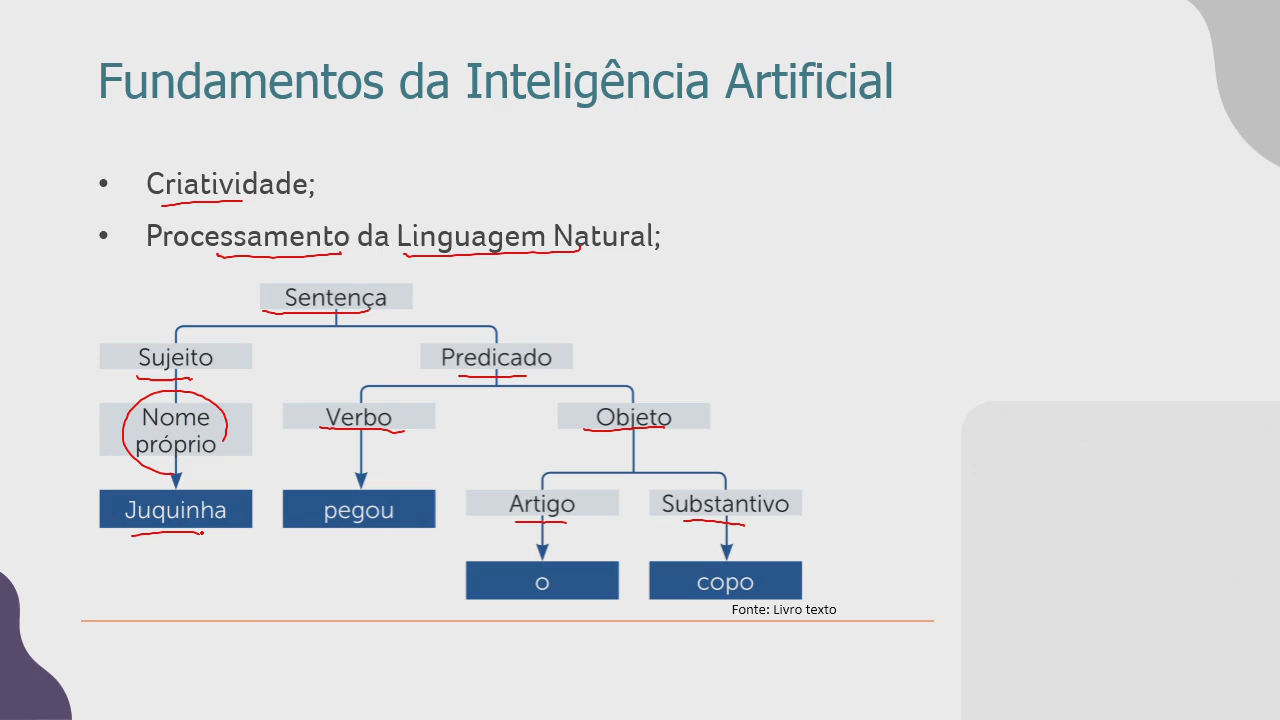 Fundamentos da Inteligência Artificial
• Criatividade;
• Processamento da Linguagem Natural;
Sentença
Sujeito
Predicado
Nome
próprio
Verbo
Objeto
Juquinha
pegou
Artigo
Substantivo
o
copo
Fonte: Livro texto